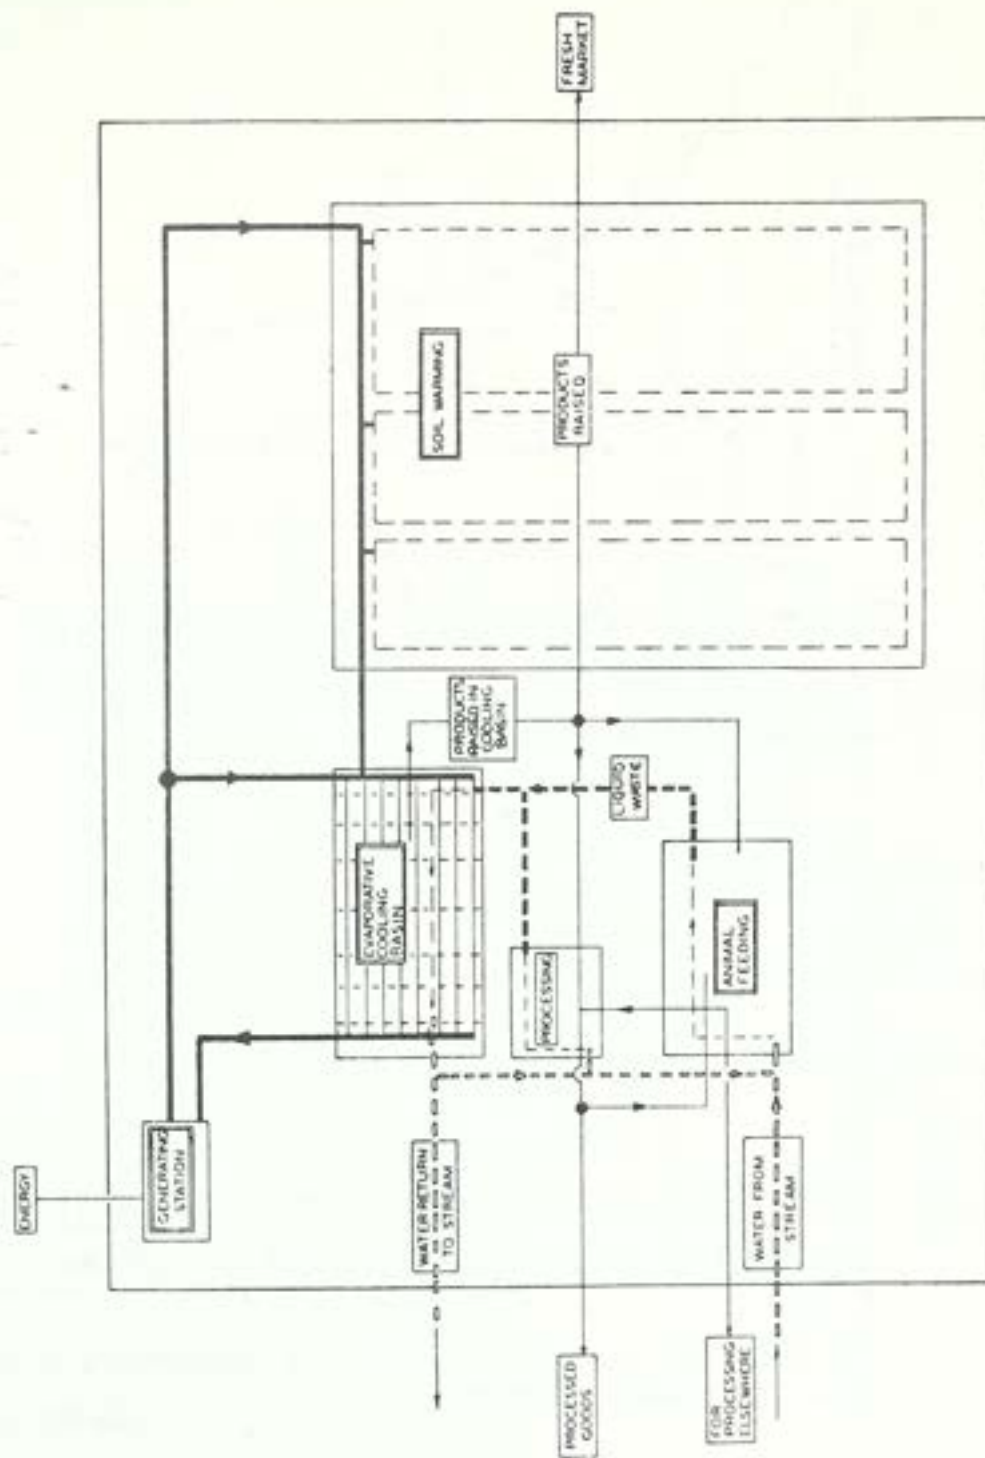 ENERGY
GENERATING
STATION
EVAPORATIVE
COOLING
BASIN
SOIL WARMING
WATER RETURN
TO STREAM
PROCESSING
PRODUCTS
RAISED IN
COOLING
BASIN
PRODUCTS
RAISED
FRESH
MARKET
PROCESSED
GOODS
LIQUID
WASTE
ANIMAL
FEEDING
WATER FROM
STREAM
FOR
PROCESSING
ELSEWHERE